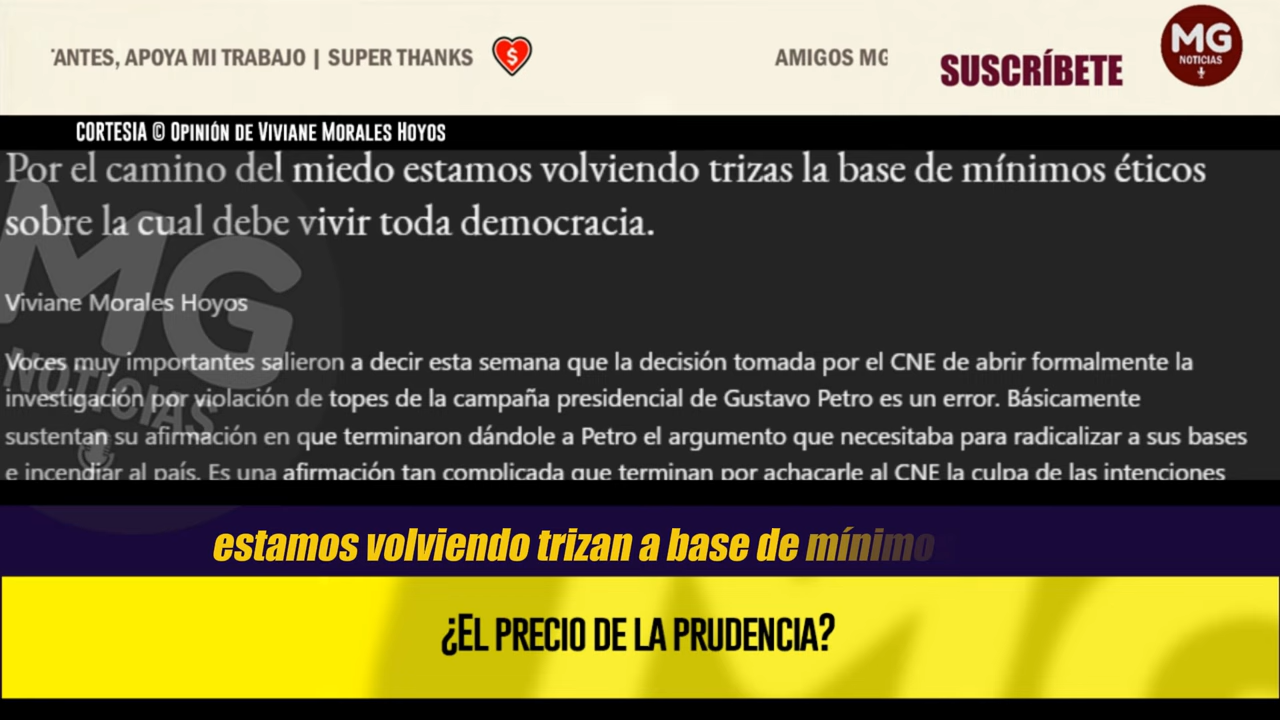 'ANTES, APOYA MI TRABAJO | SUPER THANKS
AMIGOS MG
SUSCRÍBETE
MG
NOTICIAS
CORTESIA © OPINIÓN DE VIVIANE MORALES HOYOS
Por el camino del miedo estamos volviendo trizas la base de mínimos éticos
sobre la cual debe vivir toda democracia.
Viviane Morales Hoyos
Voces muy importantes salieron a decir esta semana que la decisión tomada por el CNE de abrir formalmente la
investigación por violación de topes de la campaña presidencial de Gustavo Petro es un error. Básicamente
sustentan su afirmación en que terminaron dándole a Petro el argumento que necesitaba para radicalizar a sus bases
e incendiar al país. Es una afirmación tan complicada que terminan por achacarle al CNE la culpa de las intenciones
MG
NOTICIAS
estamos volviendo trizan a base de mínimo
¿EL PRECIO DE LA PRUDENCIA?